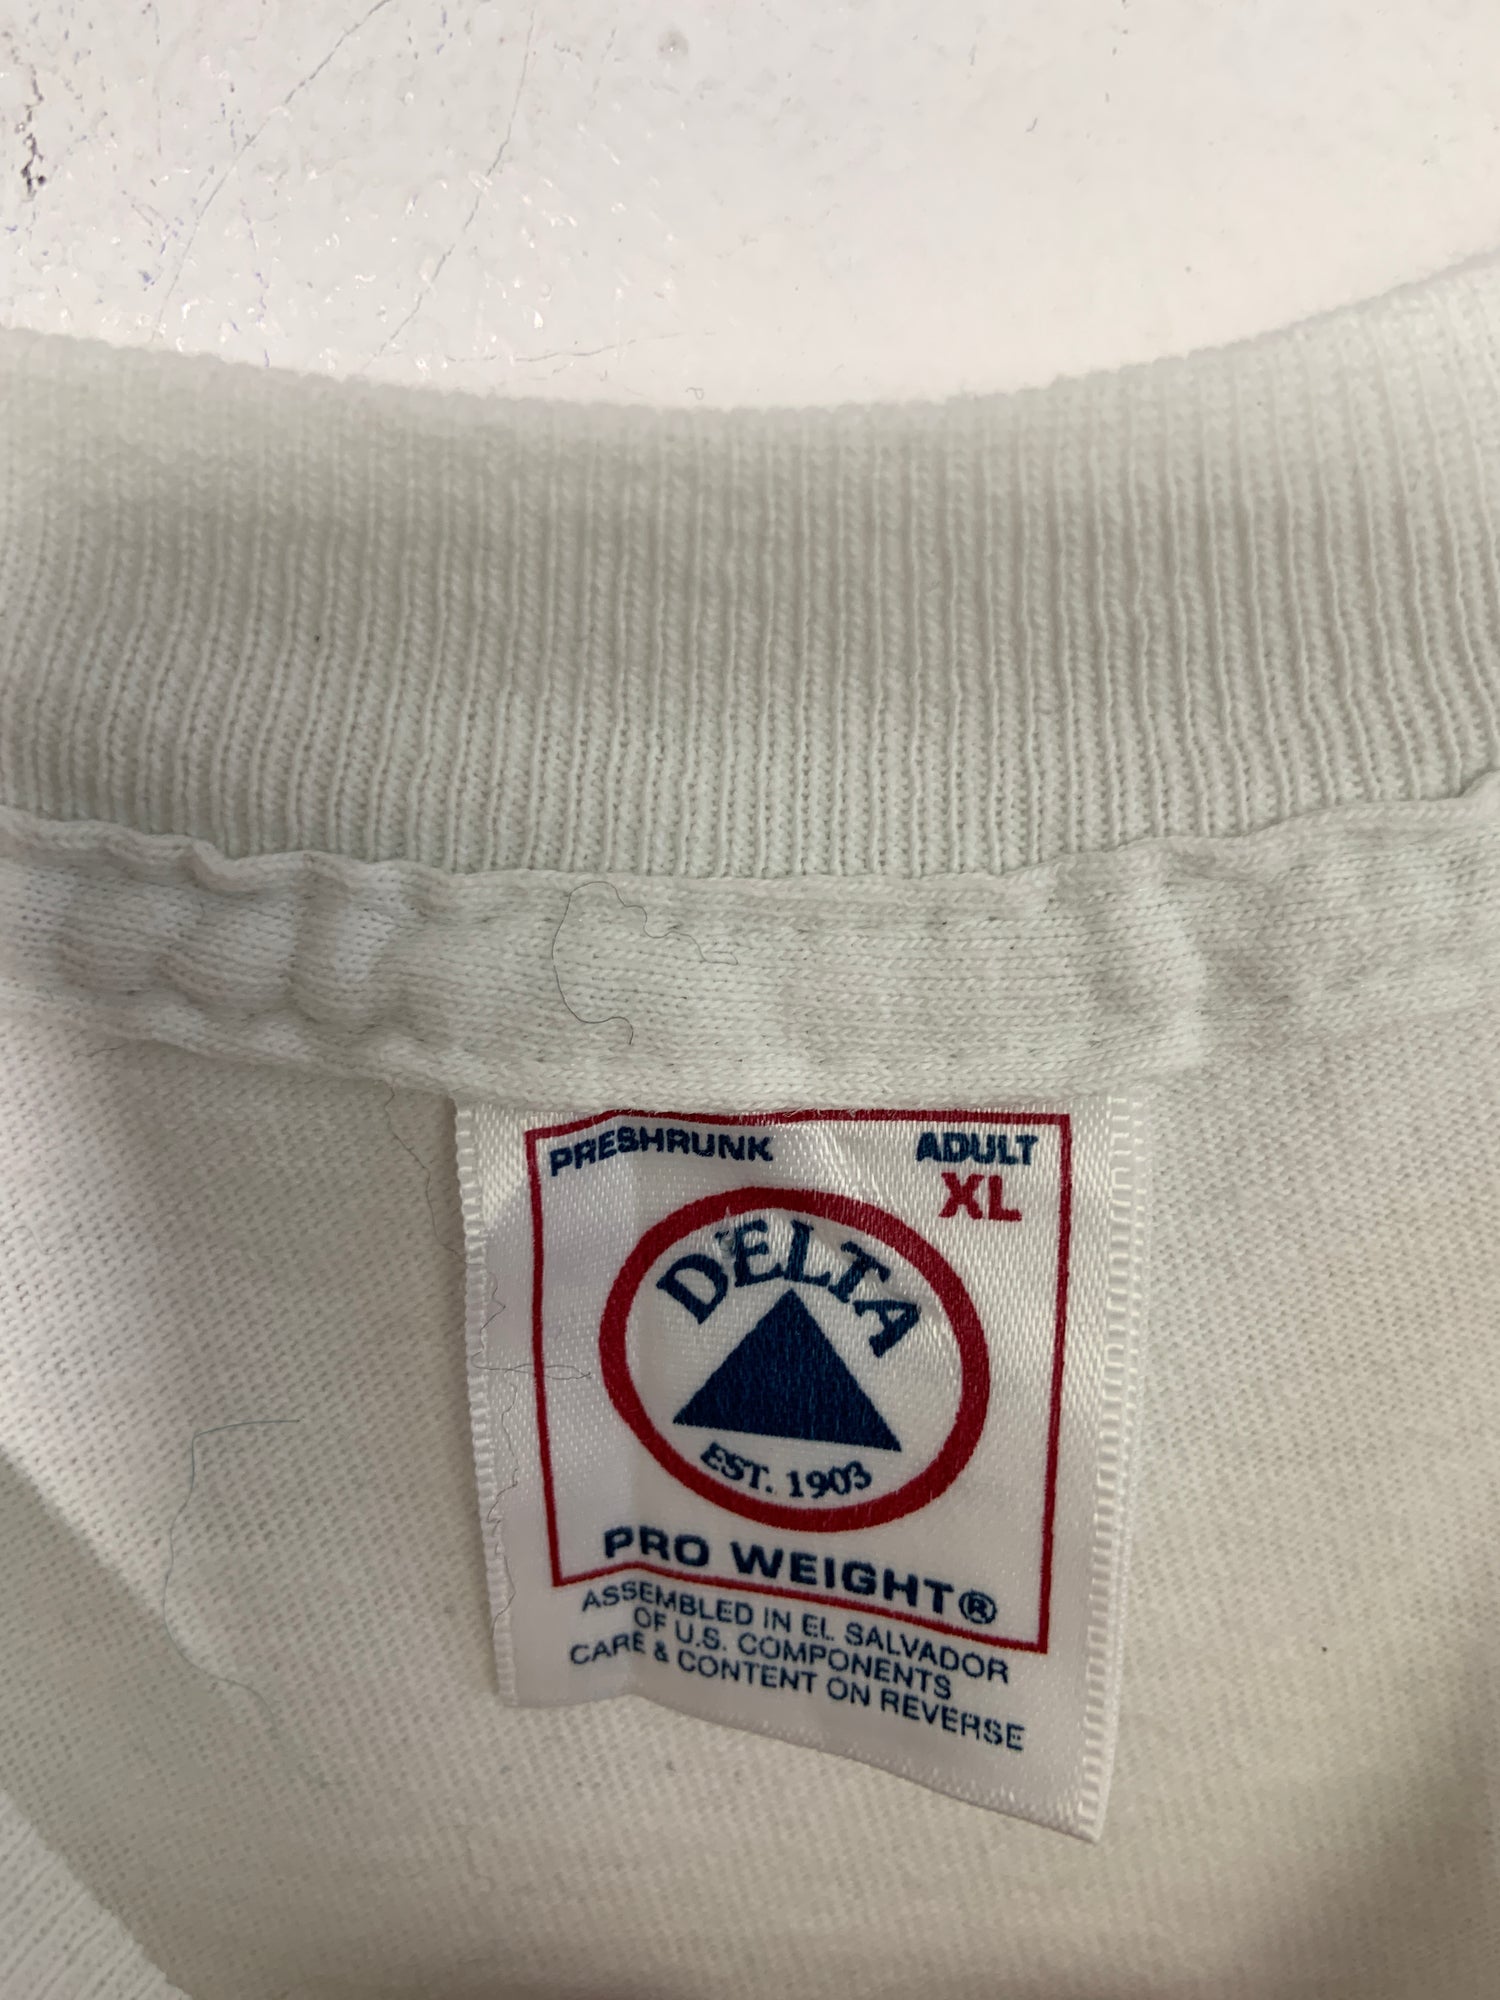 PRESHRUNK
ADULT
XL
DELTA
EST. 1903
PRO WEIGHT®
ASSEMBLED IN EL SALVADOR
OF U.S. COMPONENTS
CARE & CONTENT ON REVERSE